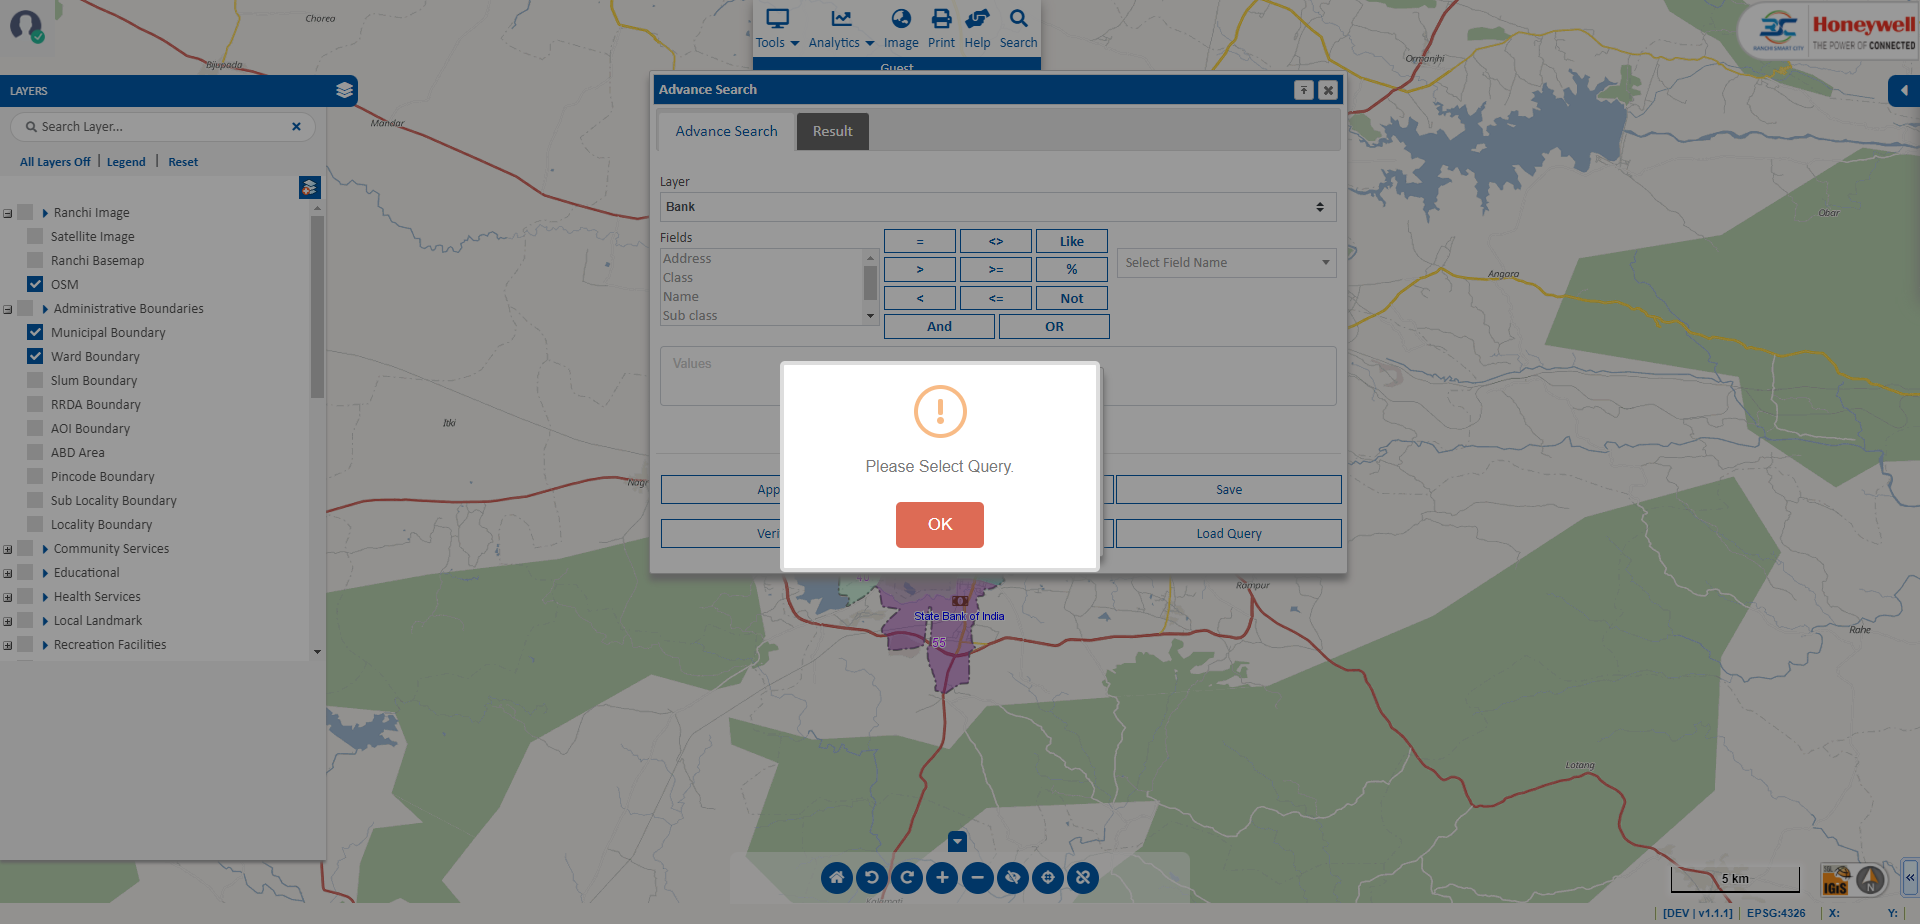 Chorea
Bijupada
Mandar
Tools
Analytics
Image
Print
Help
Search
Guest
Ormanjhi
RANCHI SMART CITY
Honeywell
THE POWER OF CONNECTED
LAYERS
Search Layer...
All Layers Off | Legend | Reset
Ranchi Image
Satellite Image
Ranchi Basemap
OSM
Administrative Boundaries
Municipal Boundary
Ward Boundary
Slum Boundary
RRDA Boundary
AOI Boundary
ABD Area
Pincode Boundary
Sub Locality Boundary
Locality Boundary
Community Services
Educational
Health Services
Local Landmark
Recreation Facilities
Advance Search
Advance Search
Result
Layer
Bank
Fields
Address
Class
Name
Sub class
= <> Like
> >= %
< <= Not
And OR
Select Field Name
Values
Please Select Query.
OK
App
Save
Veri
Load Query
Itki
Nagr
Obar
Angara
Rampur
Rahe
Lotang
State Bank of India
55
5 km
IGiS
N
[DEV | v1.1.1] EPSG:4326 X: Y: